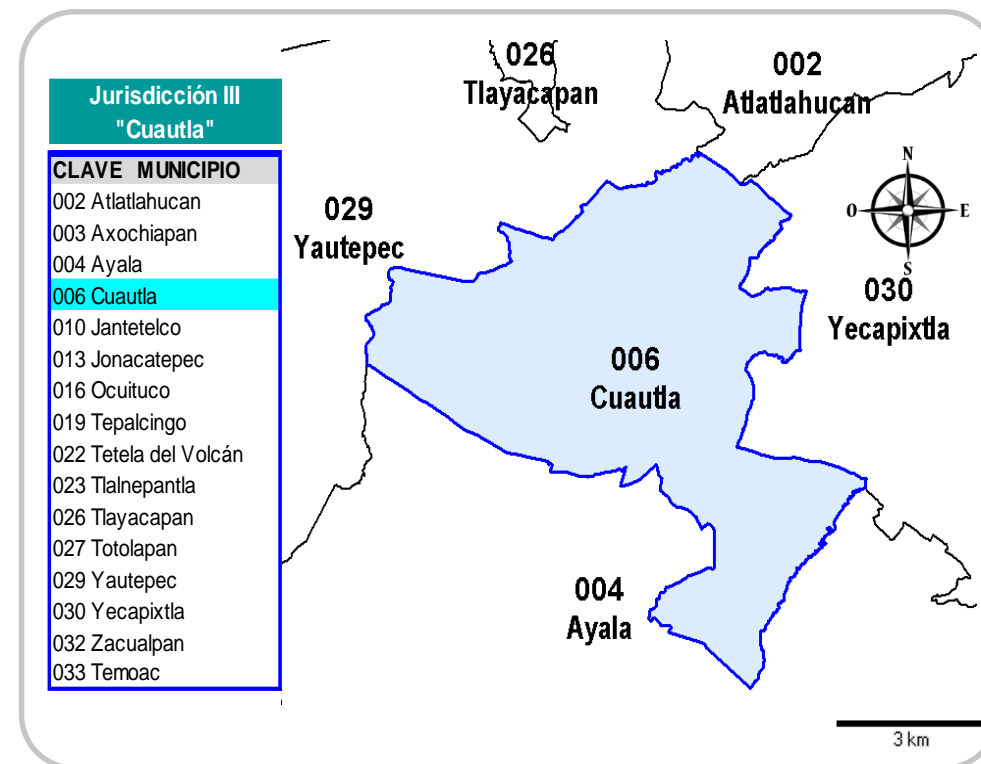 Jurisdicción III
"Cuautla"
CLAVE MUNICIPIO
002 Atlatlahucan
003 Axochiapan
004 Ayala
006 Cuautla
010 Jantetelco
013 Jonacatepec
016 Ocuituco
019 Tepalcingo
022 Tetela del Volcán
023 Tlalnepantla
026 Tlayacapan
027 Totolapan
029 Yautepec
030 Yecapixtla
032 Zacualpan
033 Temoac
026
Tlayacapan
002
Atlatlahucan
029
Yautepec
N
O
E
S
030
Yecapixtla
006
Cuautla
004
Ayala
3 km